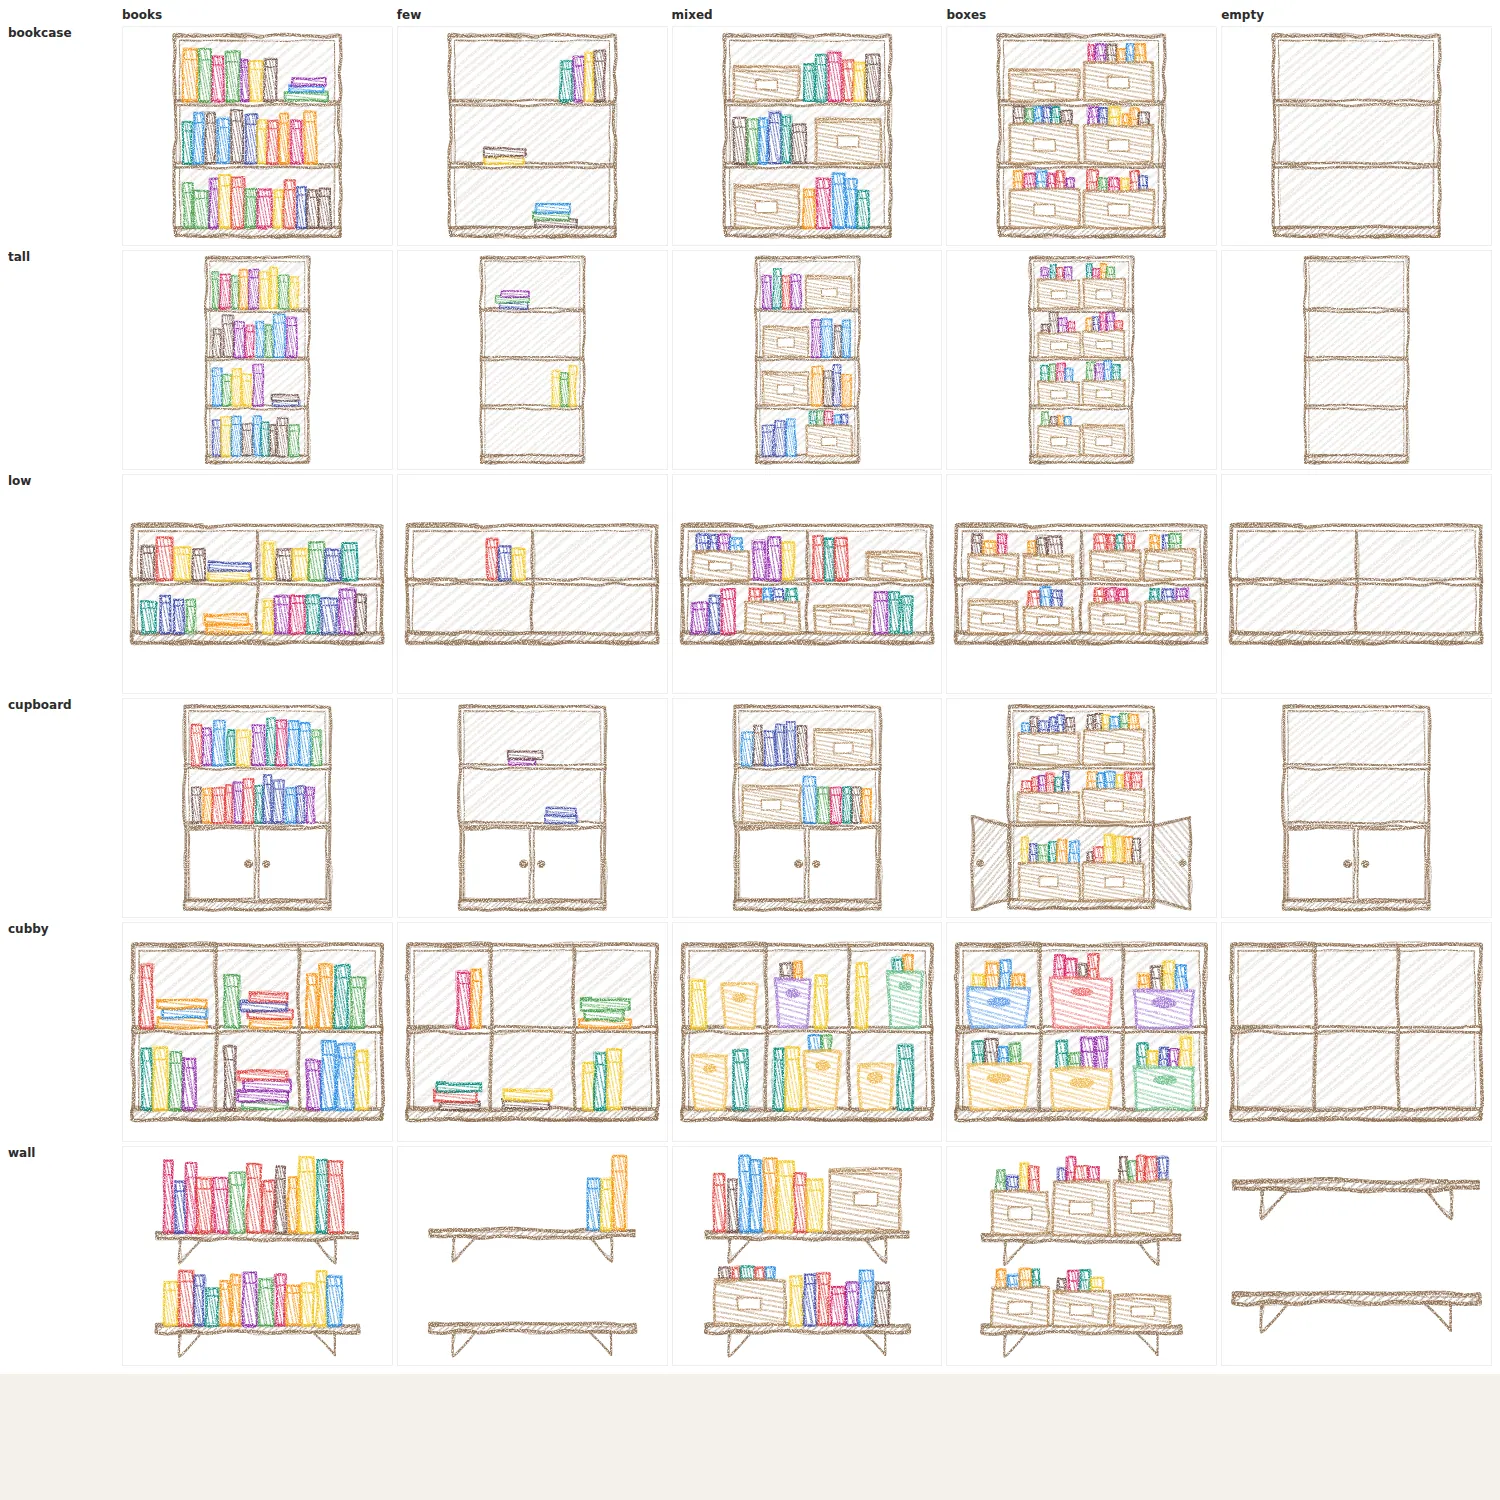 books few mixed boxes empty
bookcase
tall
low
cupboard
cubby
wall